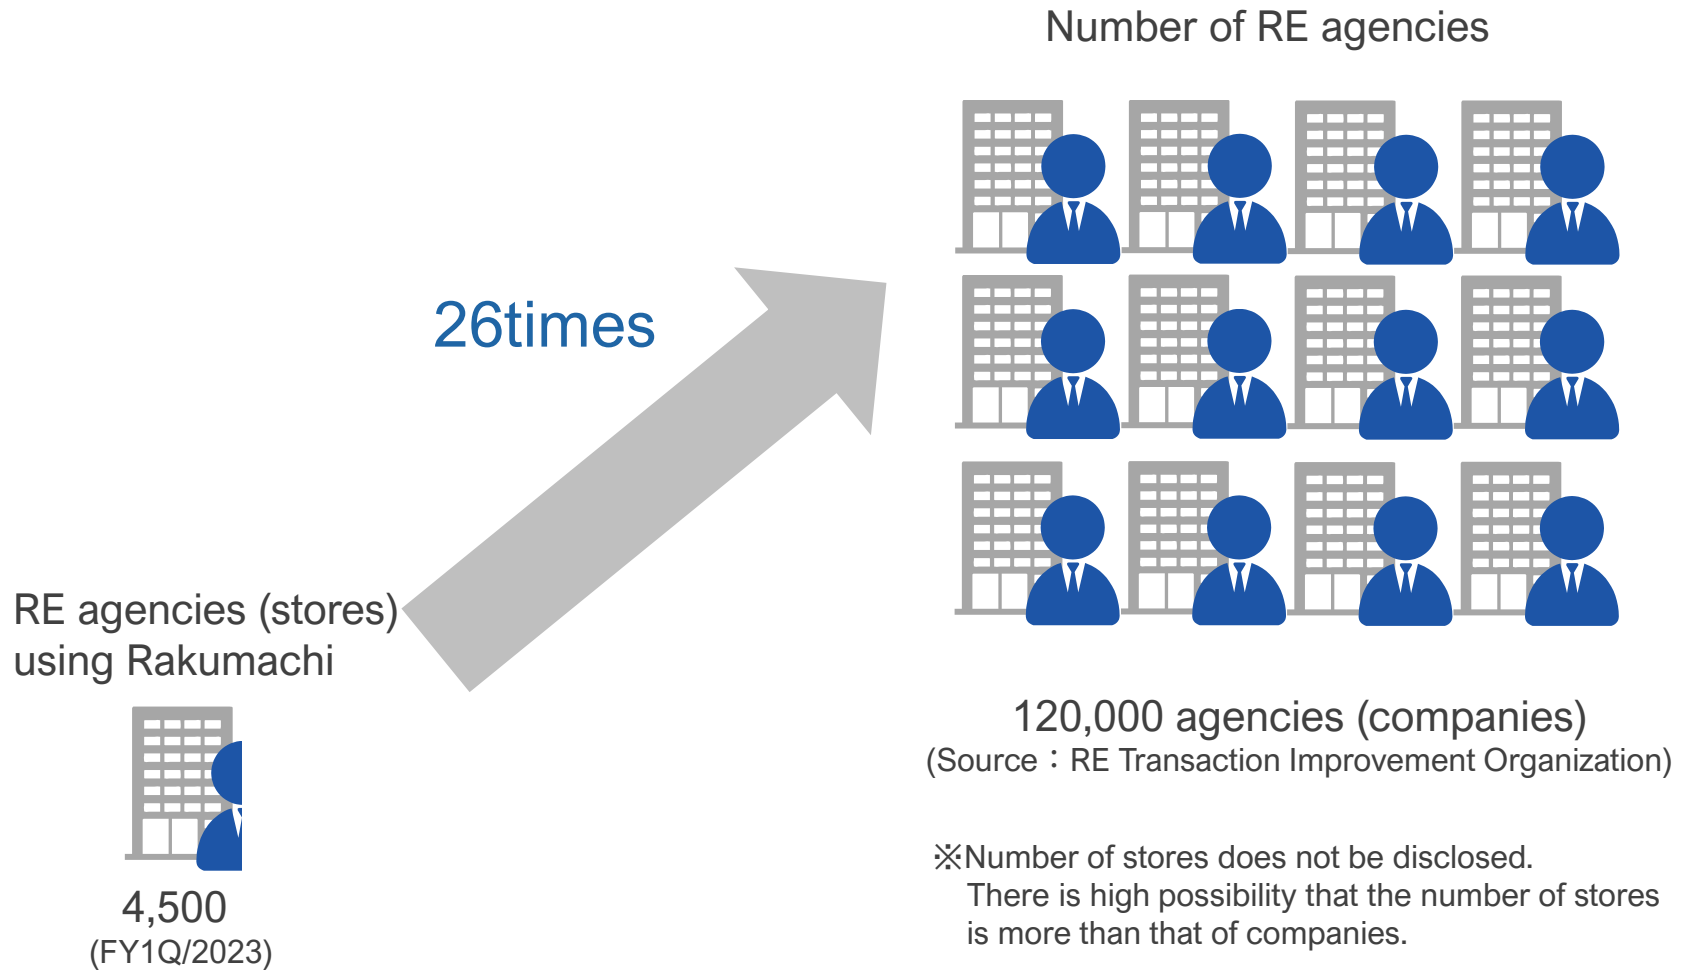 Number of RE agencies
26times
RE agencies (stores)
using Rakumachi
4,500
(FY1Q/2023)
120,000 agencies (companies)
(Source：RE Transaction Improvement Organization)
※Number of stores does not be disclosed.
There is high possibility that the number of stores
is more than that of companies.